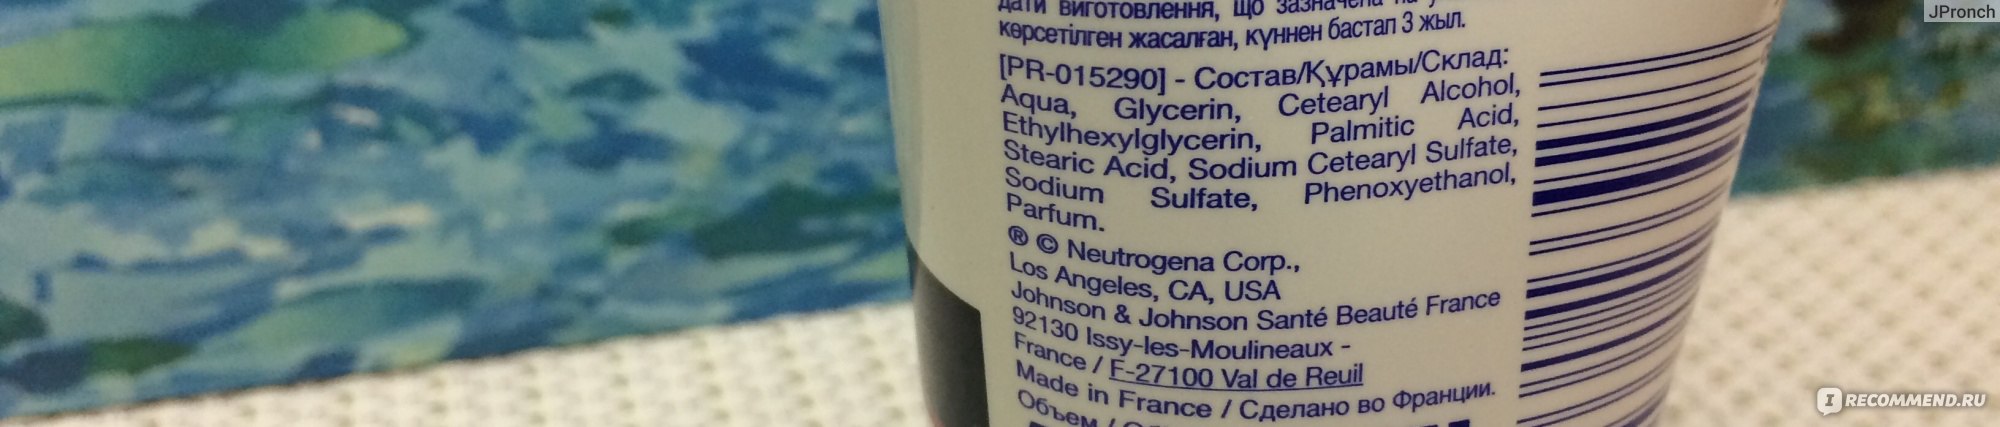 JPronch
дати виготовлення, що зазначена на
көрсетілген жасалған, күннен бастап 3 жыл.
[PR-015290] - Состав/Құрамы/Склад:
Aqua, Glycerin, Cetearyl Alcohol,
Ethylhexylglycerin, Palmitic Acid,
Stearic Acid, Sodium Cetearyl Sulfate,
Sodium Sulfate, Phenoxyethanol,
Parfum.
® © Neutrogena Corp.,
Los Angeles, CA, USA
Johnson & Johnson Santé Beauté France
92130 Issy-les-Moulineaux -
France / F-27100 Val de Reuil
Made in France / Сделано во Франции.
Объем /
I RECOMMEND.RU